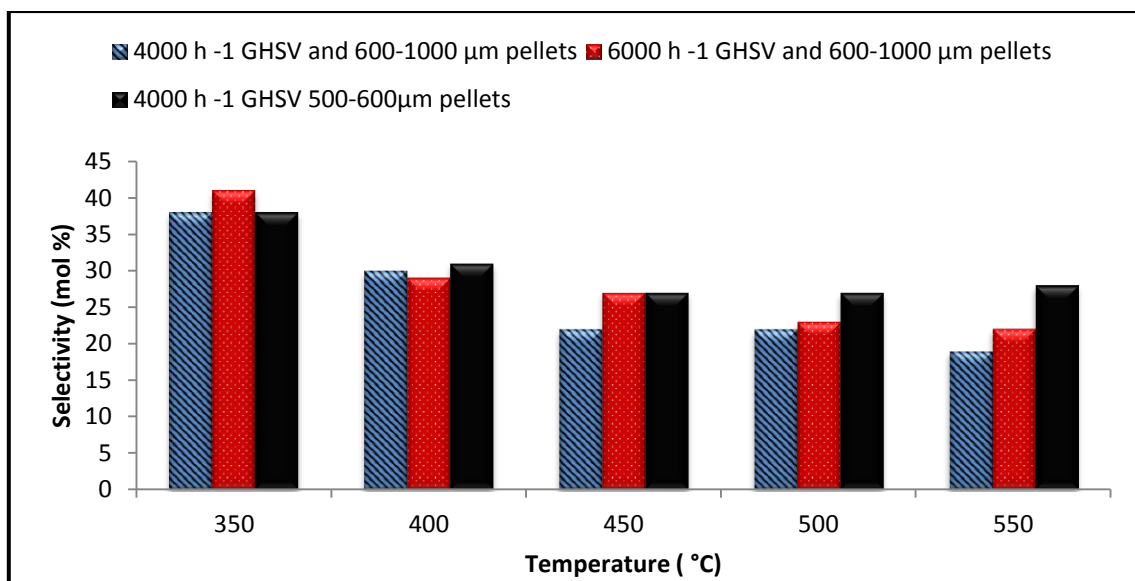 4000 h -1 GHSV and 600-1000 µm pellets 6000 h -1 GHSV and 600-1000 µm pellets
4000 h -1 GHSV 500-600µm pellets
45
40
35
30
25
20
15
10
5
0
Selectivity (mol %)
350 400 450 500 550
Temperature ( °C)